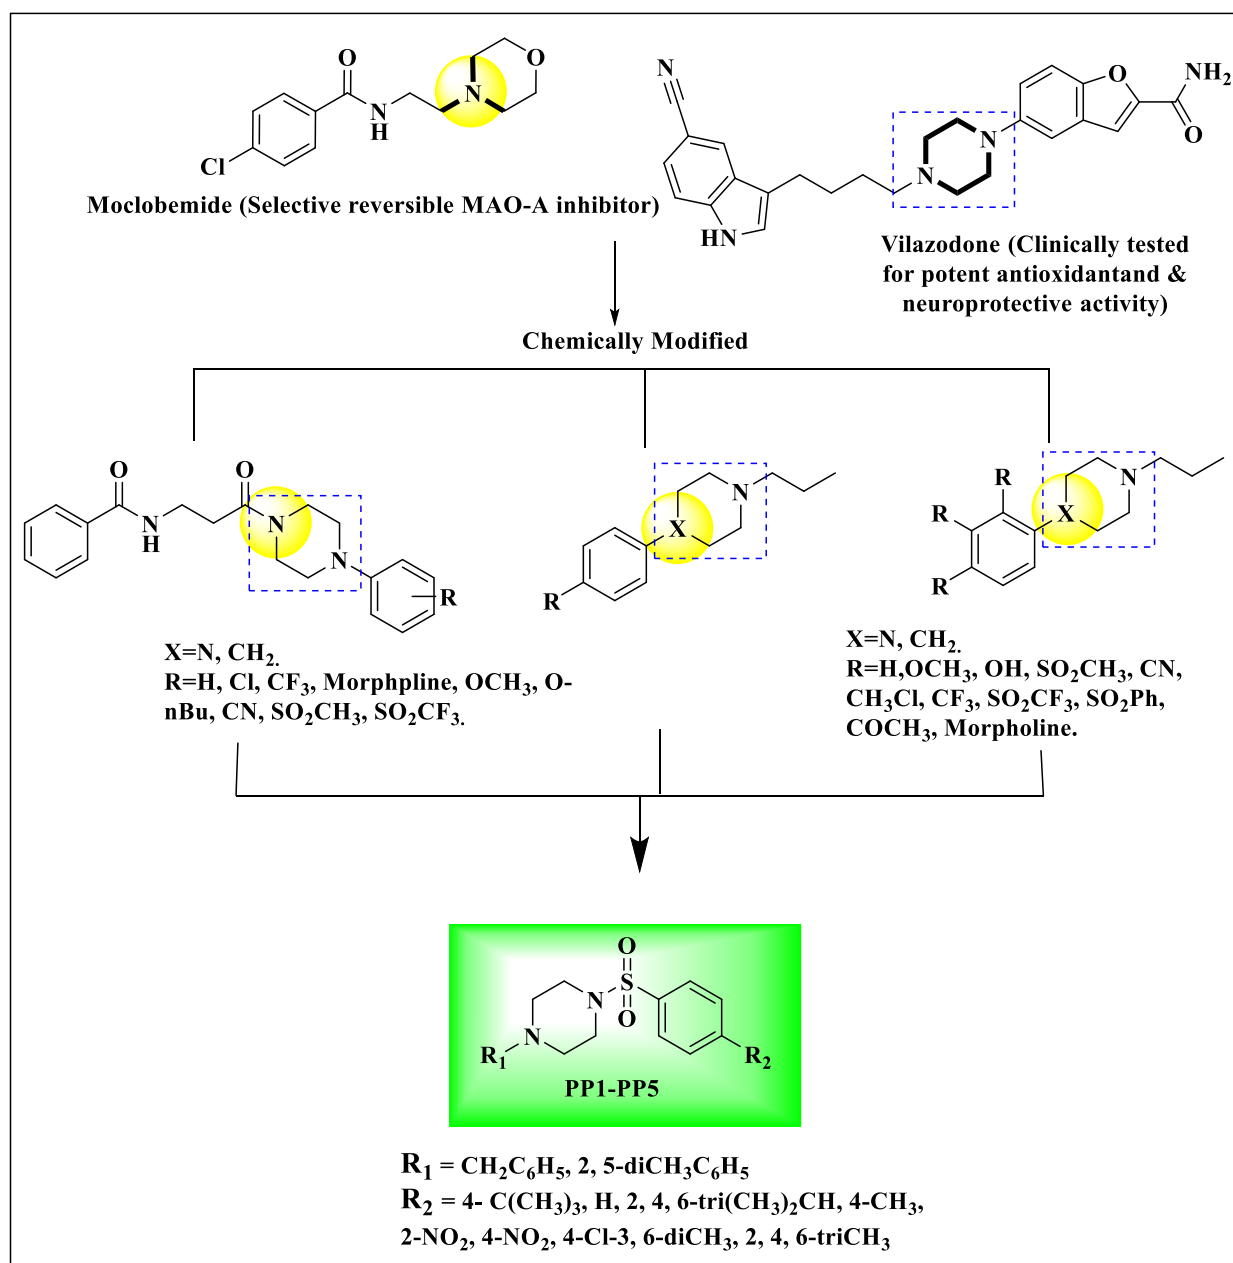 O
N
H
N
O
Cl
Moclobemide (Selective reversible MAO-A inhibitor)
N
HN
N
N
O
NH2
O
Vilazodone (Clinically tested
for potent antioxidantand &
neuroprotective activity)
Chemically Modified
O
N
H
O
N
N
R
X
N
R
R
R
R
X
N
X=N, CH2.
R=H, Cl, CF3, Morphpline, OCH3, O-
nBu, CN, SO2CH3, SO2CF3.
X=N, CH2.
R=H,OCH3, OH, SO2CH3, CN,
CH3Cl, CF3, SO2CF3, SO2Ph,
COCH3, Morpholine.
O
S
O
N
N
R1
R2
PP1-PP5
R1 = CH2C6H5, 2, 5-diCH3C6H5
R2 = 4- C(CH3)3, H, 2, 4, 6-tri(CH3)2CH, 4-CH3,
2-NO2, 4-NO2, 4-Cl-3, 6-diCH3, 2, 4, 6-triCH3